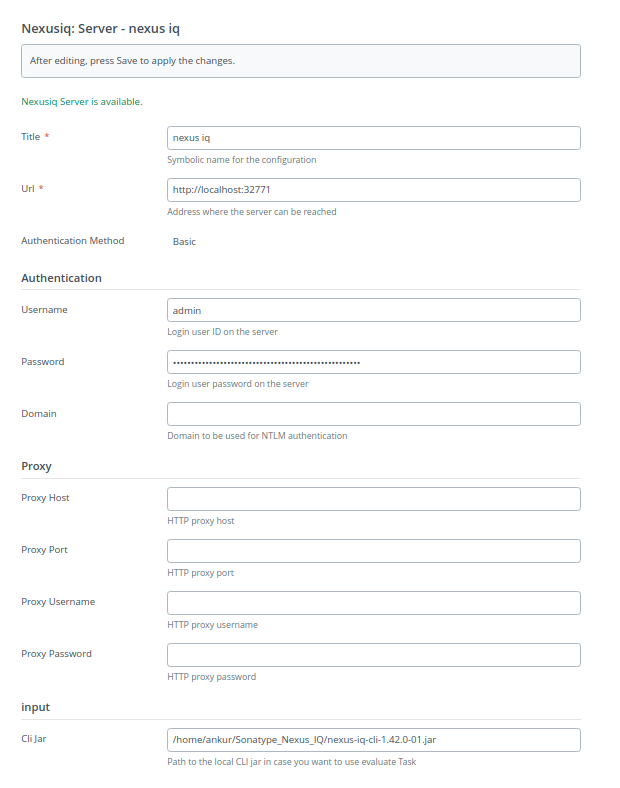 Nexusiq: Server - nexus iq
After editing, press Save to apply the changes.
Nexusiq Server is available.
Title *
nexus iq
Symbolic name for the configuration
Url *
http://localhost:32771
Address where the server can be reached
Authentication Method
Basic
Authentication
Username
admin
Login user ID on the server
Password
Login user password on the server
Domain
Domain to be used for NTLM authentication
Proxy
Proxy Host
HTTP proxy host
Proxy Port
HTTP proxy port
Proxy Username
HTTP proxy username
Proxy Password
HTTP proxy password
input
Cli Jar
/home/ankur/Sonatype_Nexus_IQ/nexus-iq-cli-1.42.0-01.jar
Path to the local CLI jar in case you want to use evaluate Task